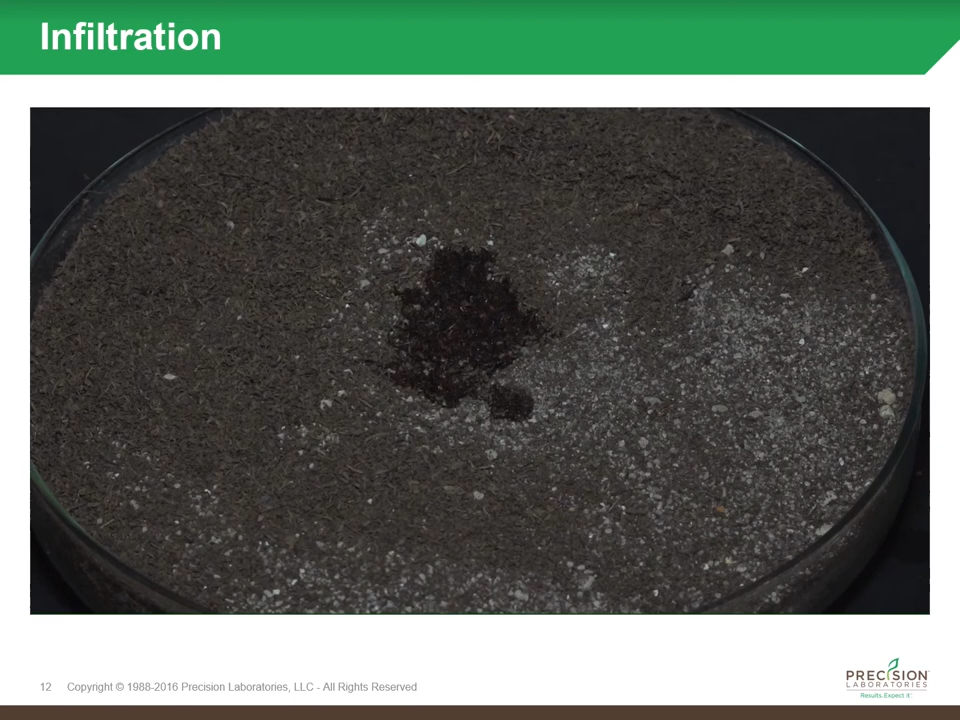 Infiltration
12 Copyright © 1988-2016 Precision Laboratories, LLC - All Rights Reserved
PRECISION
LABORATORIES
Results. Expect it.